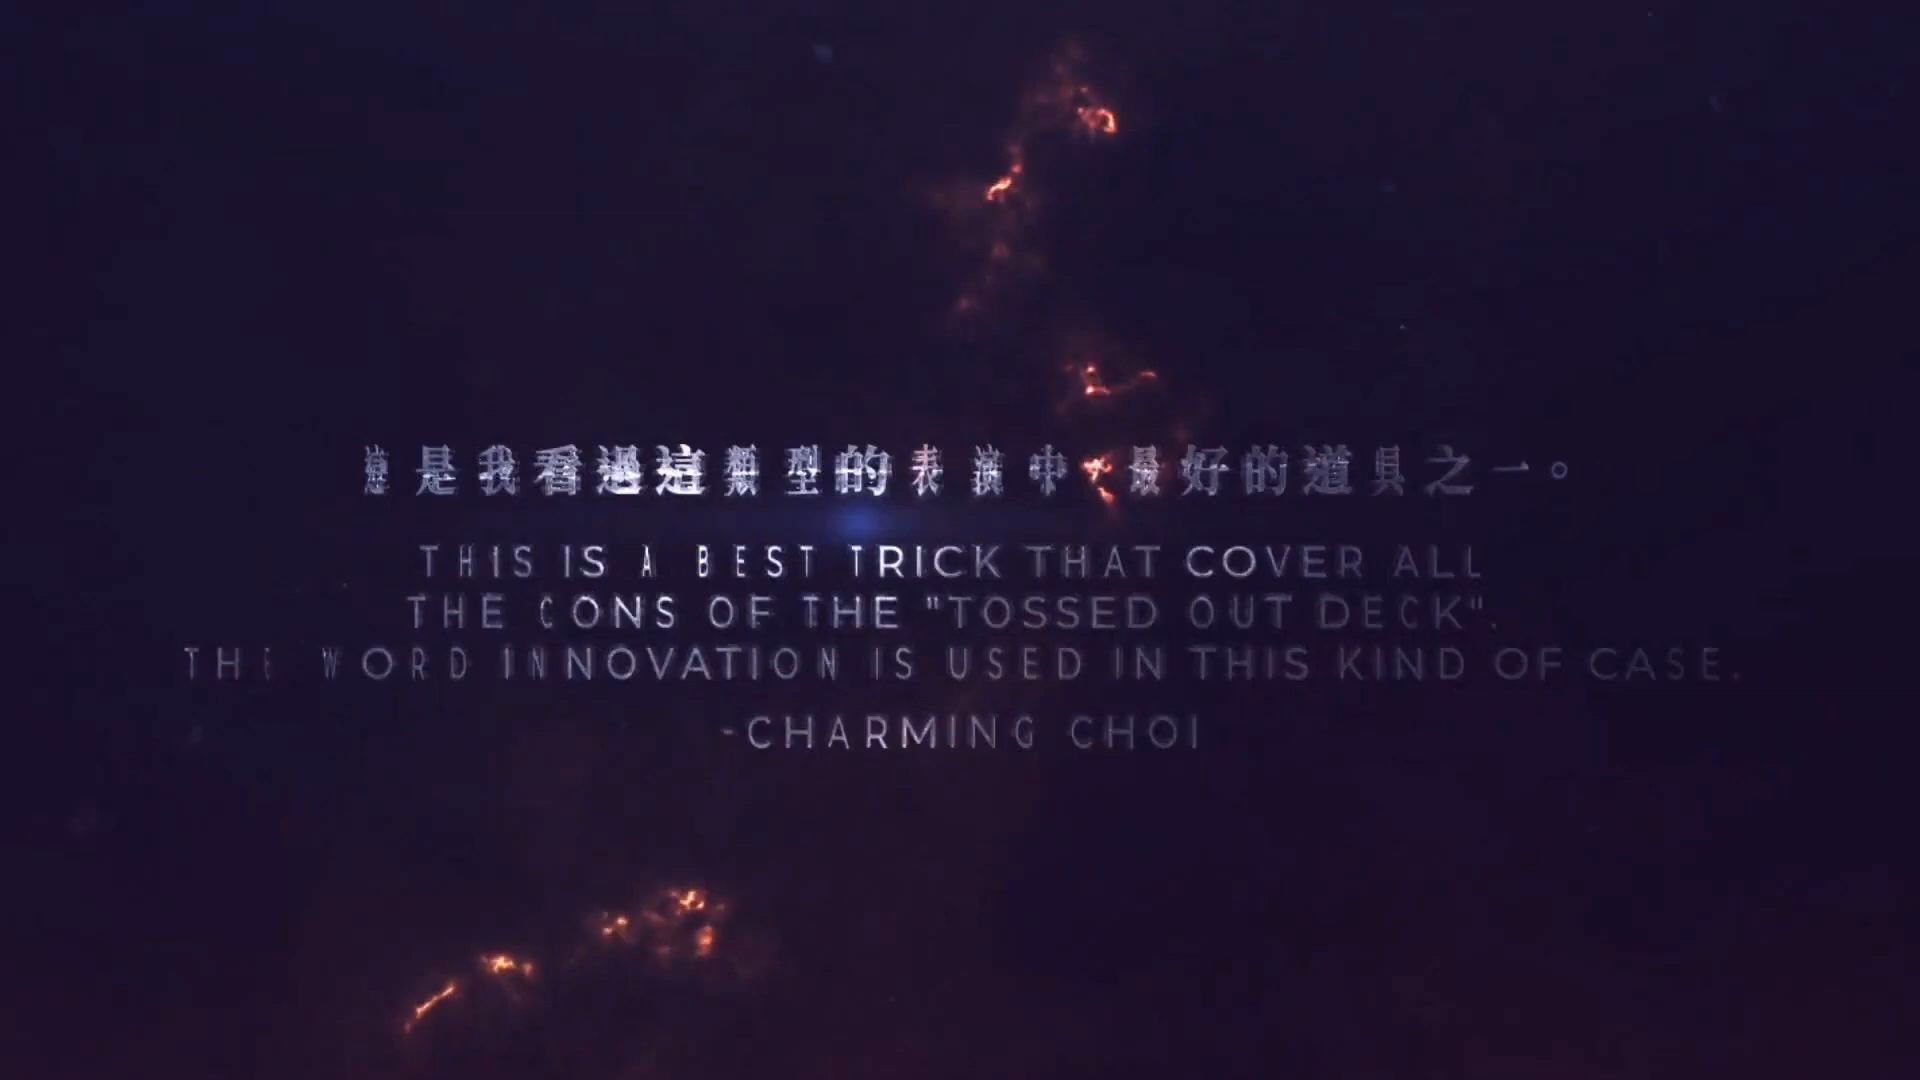 這是我看過這類型的表演中,最好的道具之一。
THIS IS A BEST TRICK THAT COVER ALL
THE CONS OF THE "TOSSED OUT DECK".
THE WORD INNOVATION IS USED IN THIS KIND OF CASE.
-CHARMING CHOI